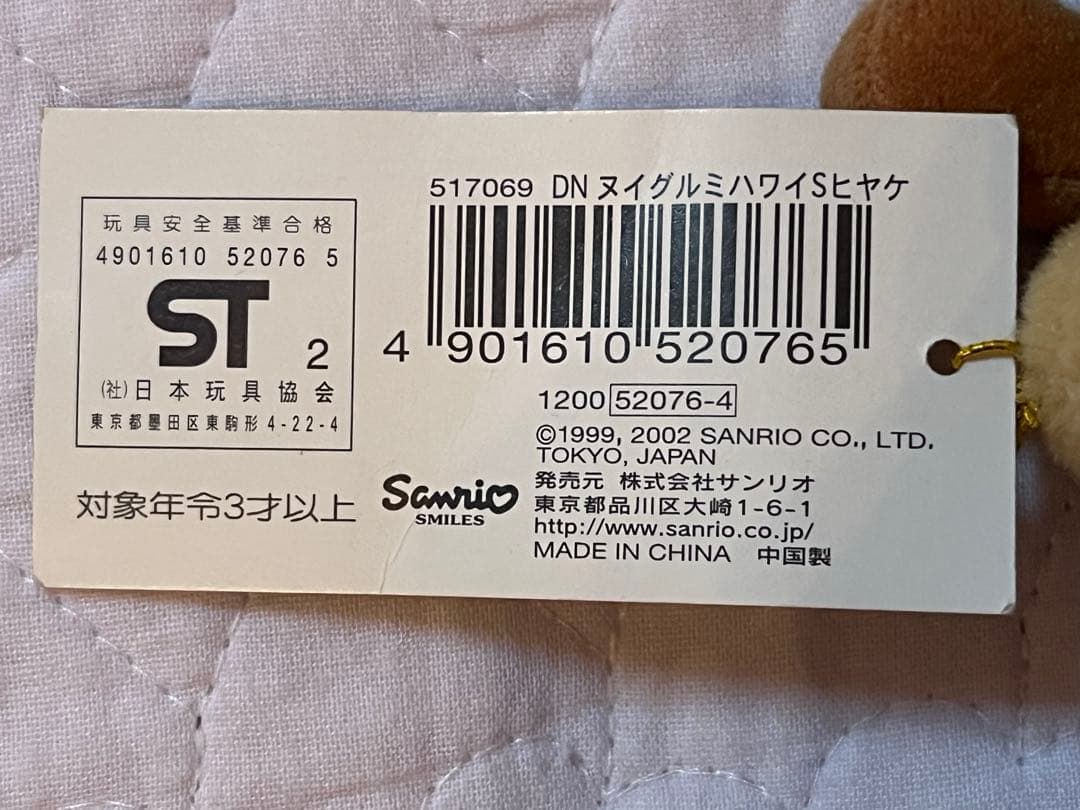 玩具安全基準合格
4901610 52076 5
ST 2
(社)日本玩具協会
東京都墨田区東駒形 4-22-4
対象年令3才以上
517069 DN ヌイグルミハワイSヒヤケ
4 901610 520765
1200 52076-4
©1999, 2002 SANRIO CO., LTD.
TOKYO, JAPAN
Sanrio
SMILES
発売元 株式会社サンリオ
東京都品川区大崎1-6-1
http://www.sanrio.co.jp/
MADE IN CHINA 中国製